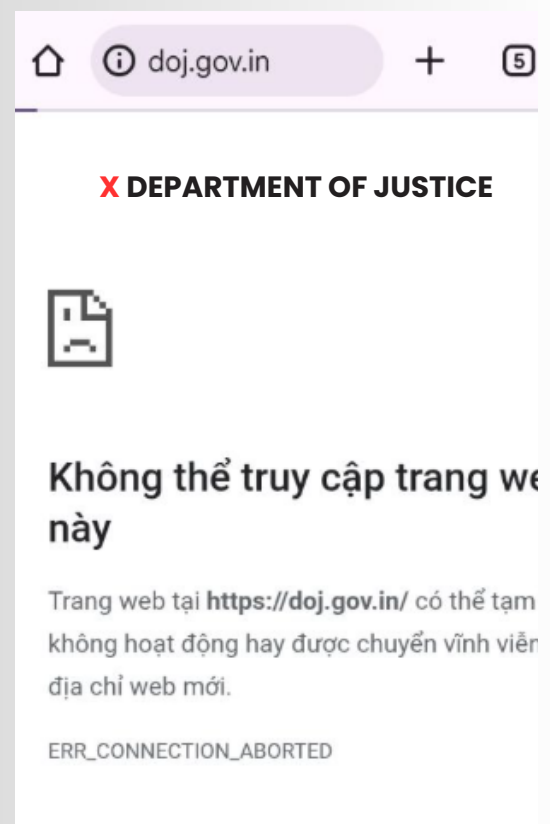 doj.gov.in
5
X DEPARTMENT OF JUSTICE
Không thể truy cập trang
này
Trang web tại https://doj.gov.in/ có thể tạm
không hoạt động hay được chuyển vĩnh viễn
địa chỉ web mới.
ERR_CONNECTION_ABORTED